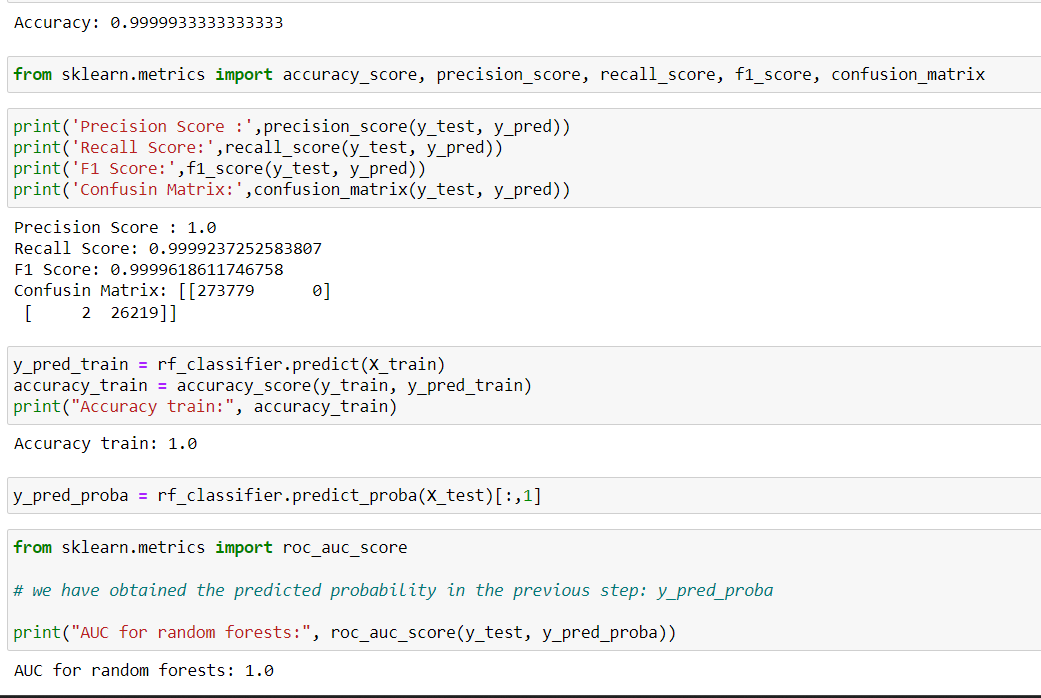 Accuracy: 0.9999933333333333
from sklearn.metrics import accuracy_score, precision_score, recall_score, f1_score, confusion_matrix
print('Precision Score :',precision_score(y_test, y_pred))
print('Recall Score:',recall_score(y_test, y_pred))
print('F1 Score:',f1_score(y_test, y_pred))
print('Confusin Matrix:',confusion_matrix(y_test, y_pred))
Precision Score : 1.0
Recall Score: 0.9999237252583807
F1 Score: 0.9999618611746758
Confusin Matrix: [[273779      0]
 [     2  26219]]
y_pred_train = rf_classifier.predict(X_train)
accuracy_train = accuracy_score(y_train, y_pred_train)
print("Accuracy train:", accuracy_train)
Accuracy train: 1.0
y_pred_proba = rf_classifier.predict_proba(X_test)[:,1]
from sklearn.metrics import roc_auc_score
# we have obtained the predicted probability in the previous step: y_pred_proba
print("AUC for random forests:", roc_auc_score(y_test, y_pred_proba))
AUC for random forests: 1.0